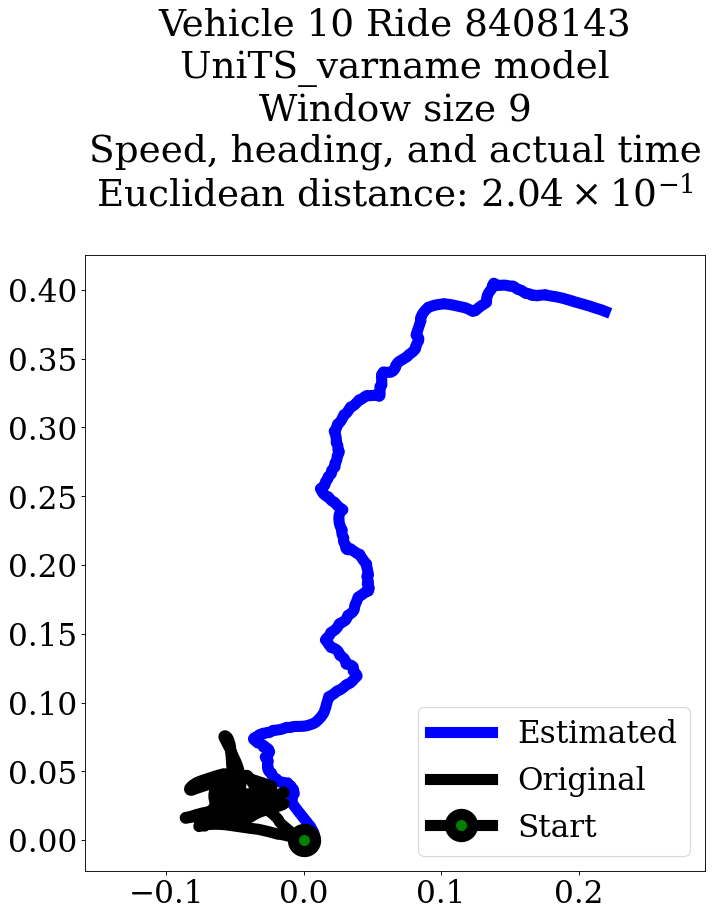 Vehicle 10 Ride 8408143
UniTS_varname model
Window size 9
Speed, heading, and actual time
Euclidean distance: 2.04 × 10⁻¹
0.40
0.35
0.30
0.25
0.20
0.15
0.10
0.05
0.00
Estimated
Original
Start
−0.1
0.0
0.1
0.2